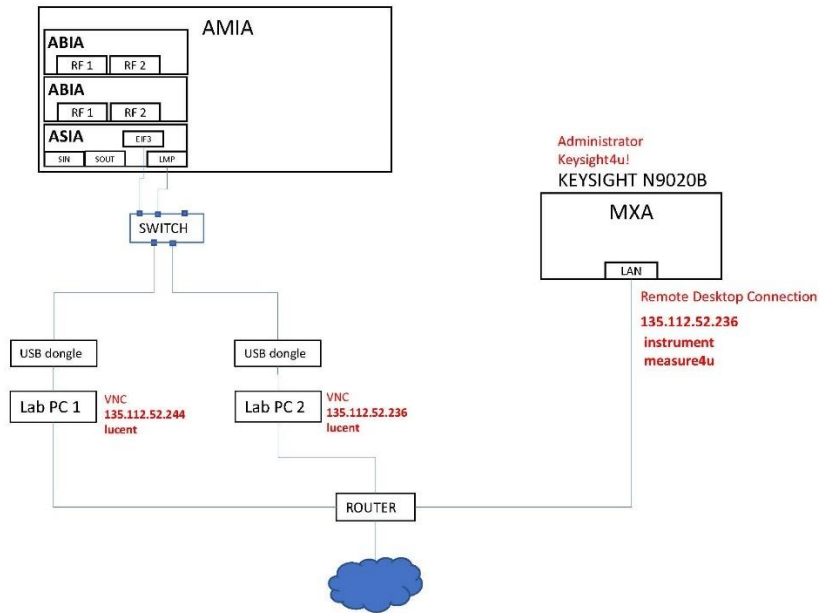 AMIA
ABIA
RF 1 RF 2
ABIA
RF 1 RF 2
ASIA
EIF3
SIN SOUT LMP
SWITCH
Administrator
Keysight4u!
KEYSIGHT N9020B
MXA
LAN
Remote Desktop Connection
135.112.52.236
instrument
measure4u
USB dongle
USB dongle
Lab PC 1
VNC
135.112.52.244
lucent
Lab PC 2
VNC
135.112.52.236
lucent
ROUTER